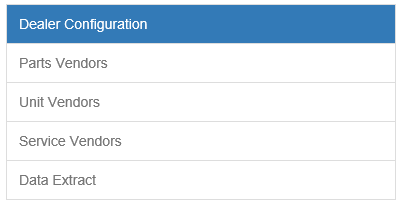 Dealer Configuration
Parts Vendors
Unit Vendors
Service Vendors
Data Extract